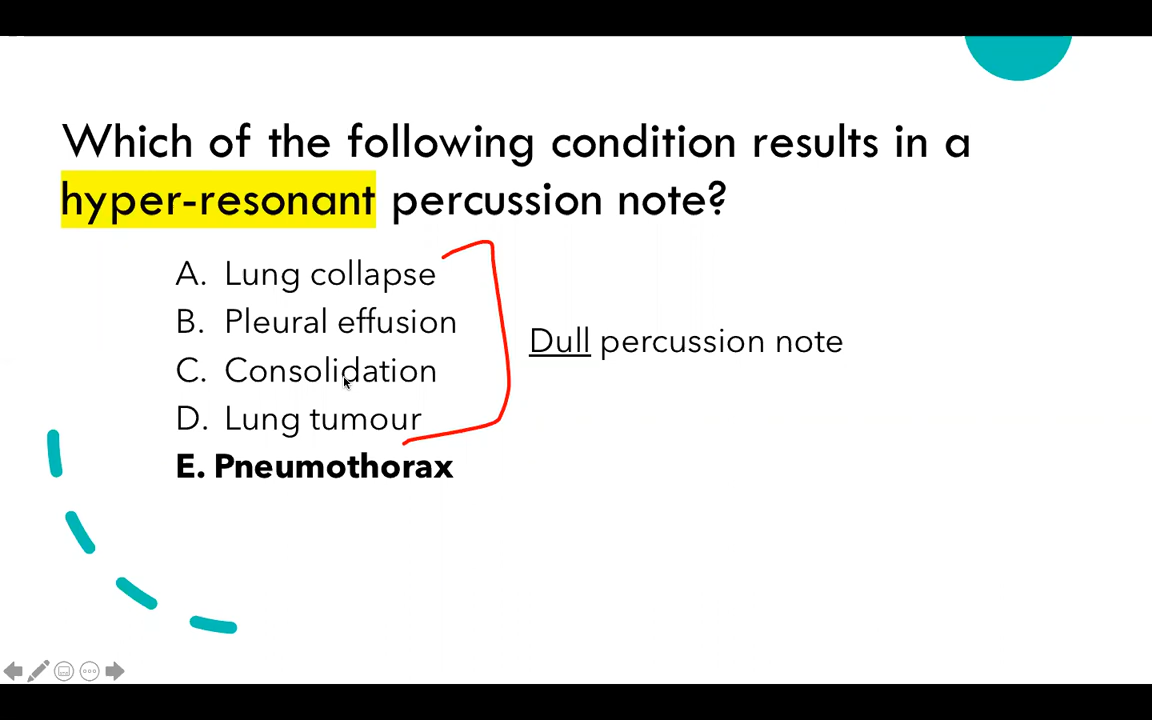 Which of the following condition results in a
hyper-resonant percussion note?
A. Lung collapse
B. Pleural effusion
Dull percussion note
C. Consolidation
D. Lung tumour
E. Pneumothorax